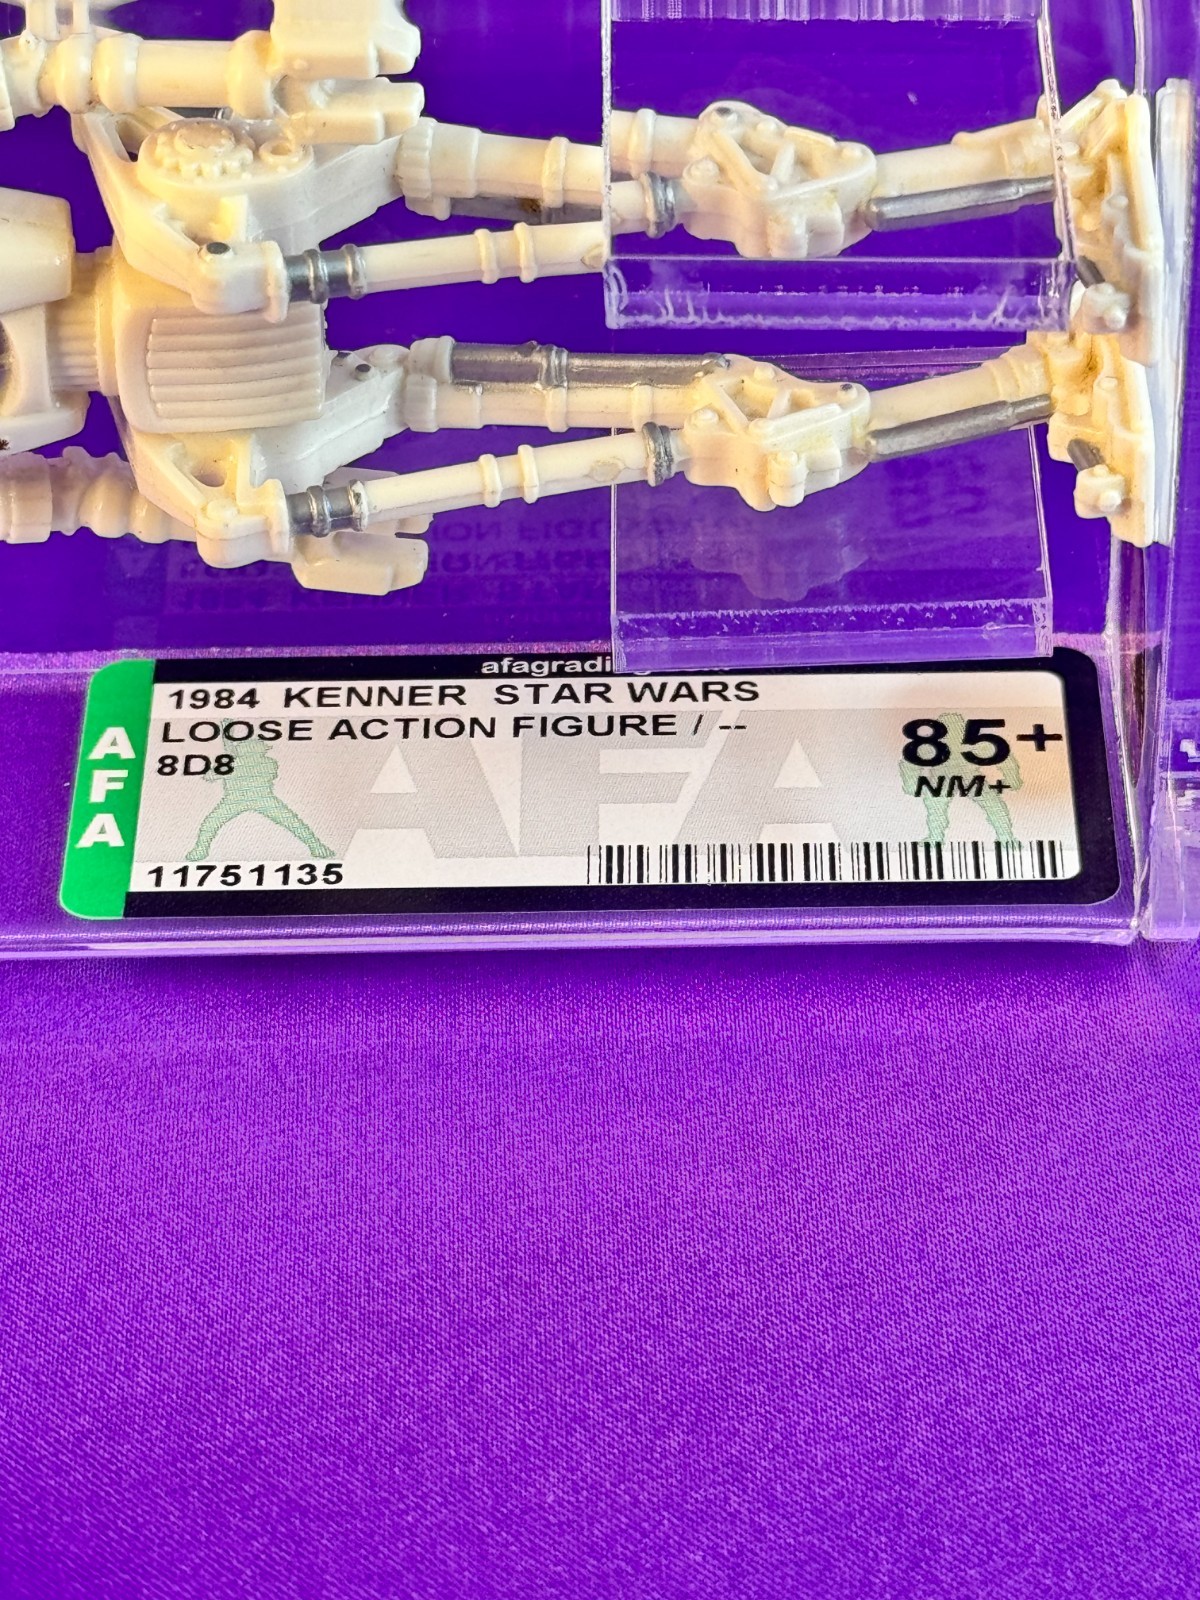 1984 KENNER STAR WARS
LOOSE ACTION FIGURE / --
8D8
85+
NM+
11751135
AFA
AFA